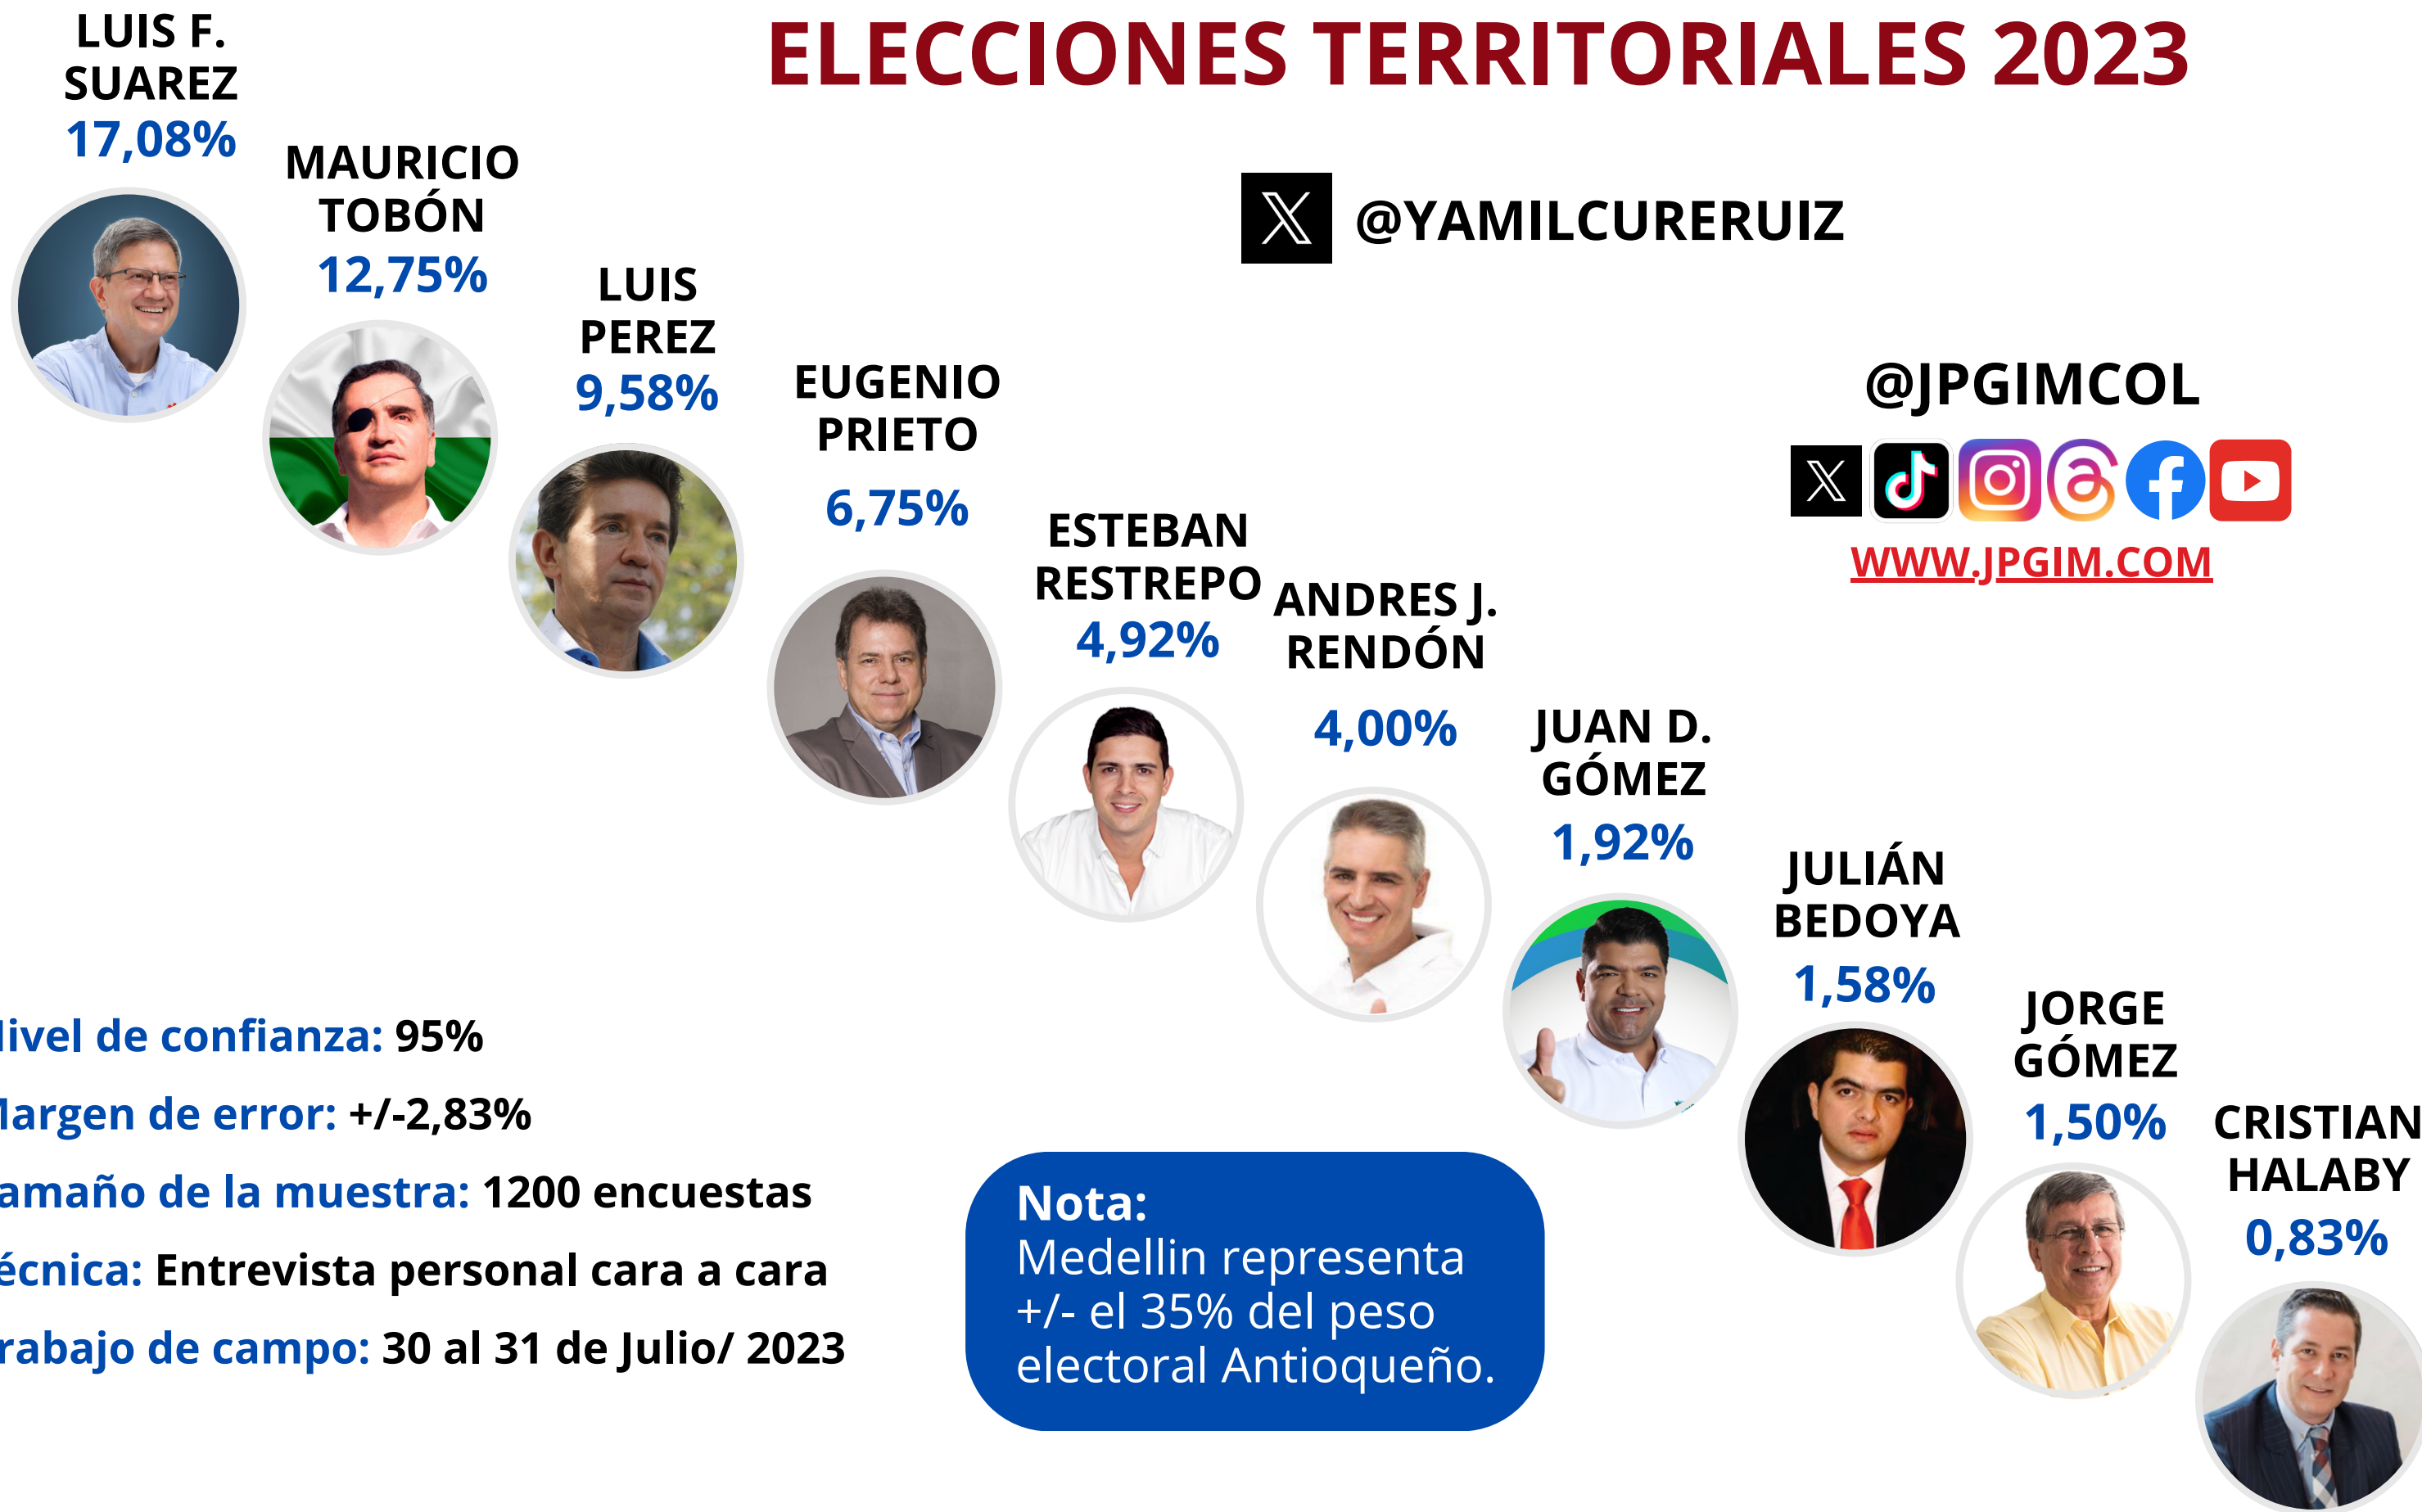 ELECCIONES TERRITORIALES 2023
@YAMILCURERUIZ
@JPGIMCOL
WWW.JPGIM.COM
LUIS F.
SUAREZ
17,08%
MAURICIO
TOBÓN
12,75%
LUIS
PEREZ
9,58%
EUGENIO
PRIETO
6,75%
ESTEBAN
RESTREPO
4,92%
ANDRES J.
RENDÓN
4,00%
JUAN D.
GÓMEZ
1,92%
JULIÁN
BEDOYA
1,58%
JORGE
GÓMEZ
1,50%
CRISTIAN
HALABY
0,83%
ivel de confianza: 95%
argen de error: +/-2,83%
amaño de la muestra: 1200 encuestas
écnica: Entrevista personal cara a cara
rabajo de campo: 30 al 31 de Julio/ 2023
Nota:
Medellin representa
+/- el 35% del peso
electoral Antioqueño.